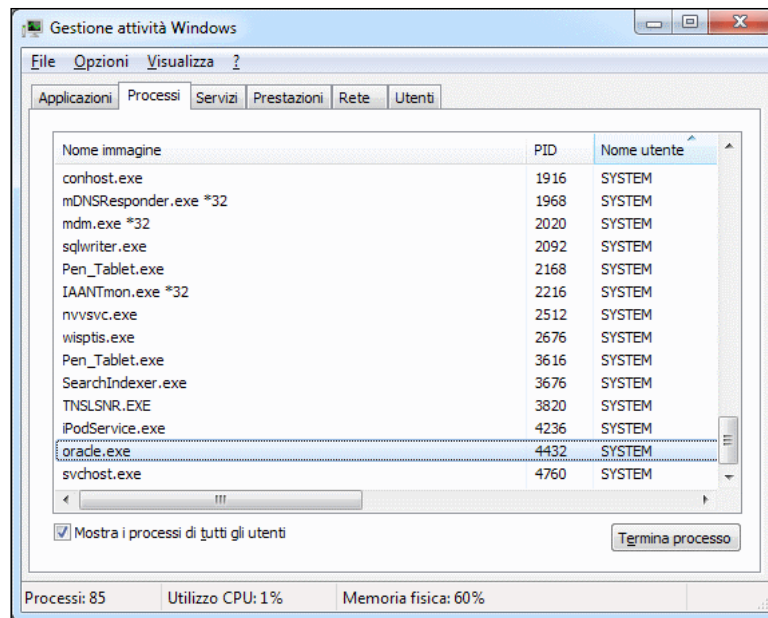 Gestione attività Windows
File Opzioni Visualizza ?
Applicazioni Processi Servizi Prestazioni Rete Utenti
Nome immagine PID Nome utente
conhost.exe 1916 SYSTEM
mDNSResponder.exe *32 1968 SYSTEM
mdm.exe *32 2020 SYSTEM
sqlwriter.exe 2092 SYSTEM
Pen_Tablet.exe 2168 SYSTEM
IAANTmon.exe *32 2216 SYSTEM
nvvsvc.exe 2512 SYSTEM
wisptis.exe 2676 SYSTEM
Pen_Tablet.exe 3616 SYSTEM
SearchIndexer.exe 3676 SYSTEM
TNSLSNR.EXE 3820 SYSTEM
iPodService.exe 4236 SYSTEM
oracle.exe 4432 SYSTEM
svchost.exe 4760 SYSTEM
Mostra i processi di tutti gli utenti
Termina processo
Processi: 85 Utilizzo CPU: 1% Memoria fisica: 60%